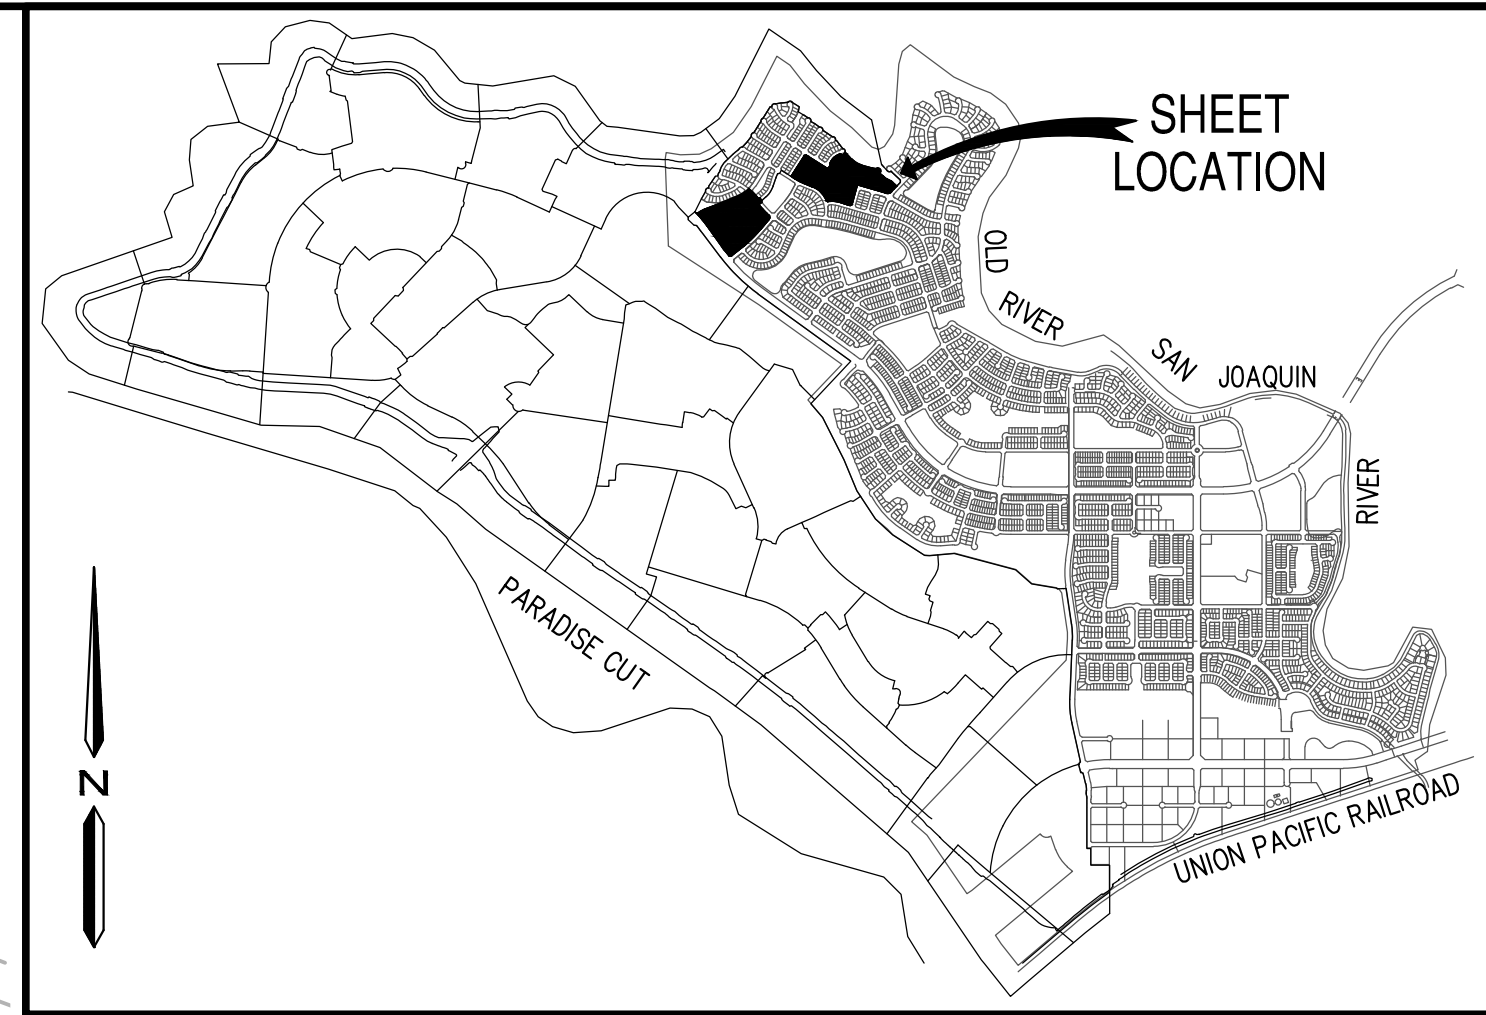 SHEET
LOCATION
OLD
RIVER
SAN
JOAQUIN
RIVER
PARADISE CUT
N
UNION PACIFIC RAILROAD